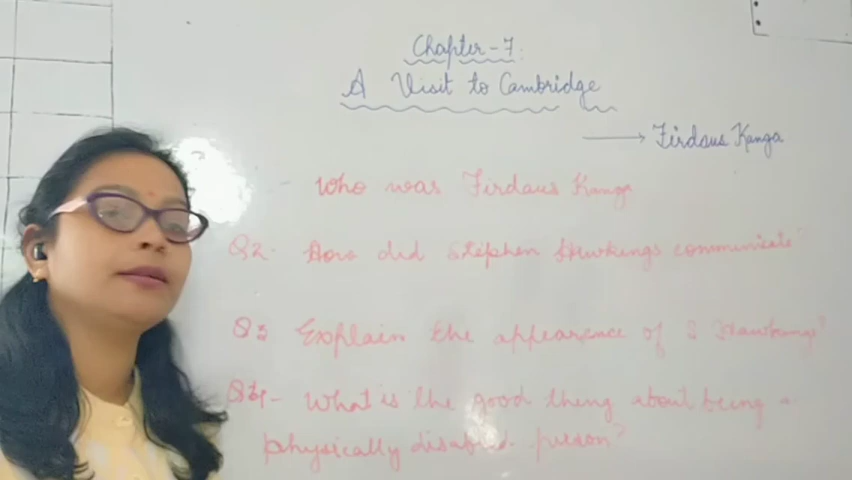 Chapter-7
A Visit to Cambridge
Firdaus Kanga
- Who was Firdaus Kanga
Q2- How did Stephen Hawkings communicate
Q3 Explain the appearence of S Hawkings?
Q4- What is the good thing about being a
physically disabled person?